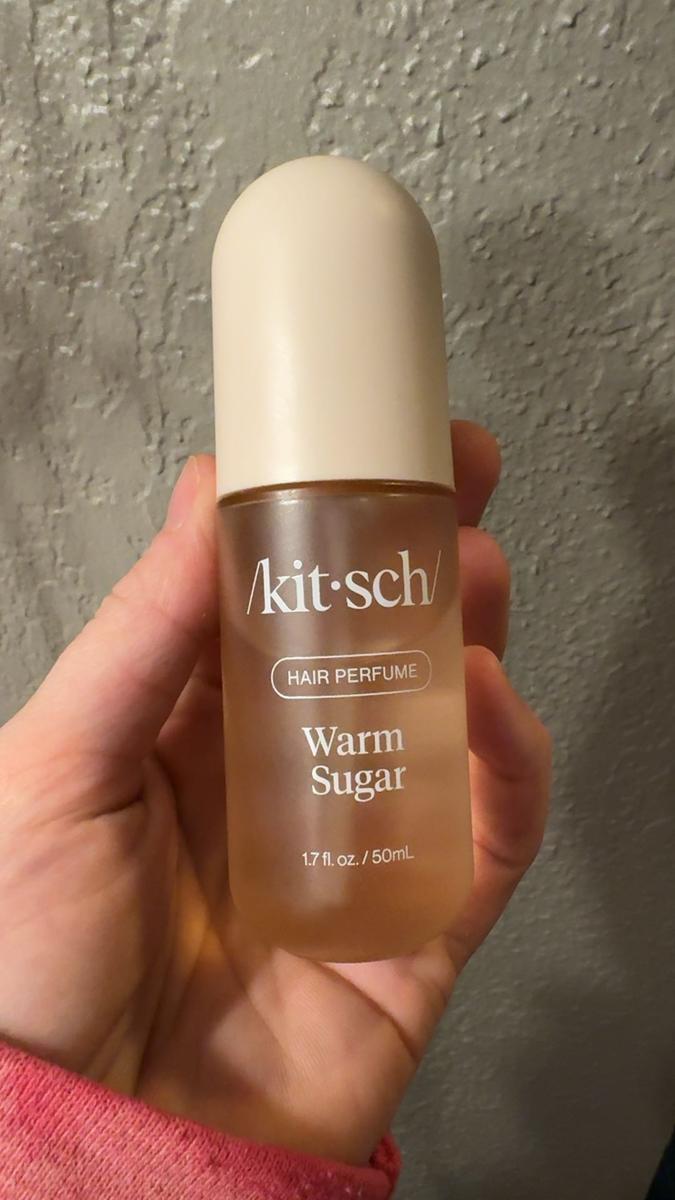 /kit·sch/
HAIR PERFUME
Warm
Sugar
1.7 fl. oz. / 50mL